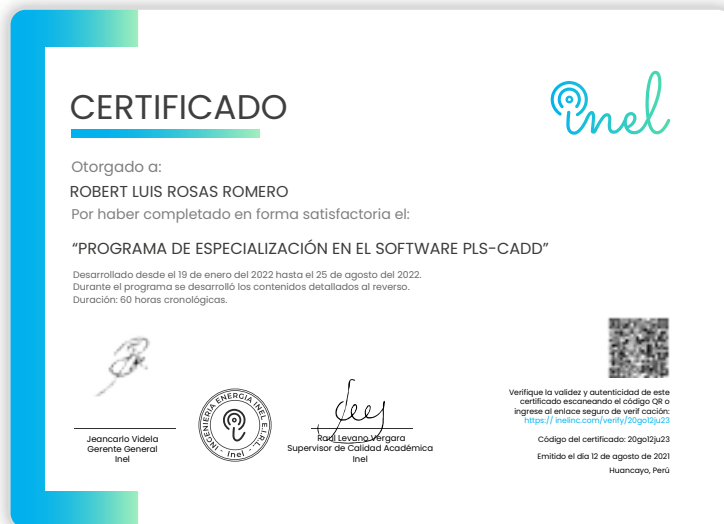 CERTIFICADO
inel
Otorgado a:
ROBERT LUIS ROSAS ROMERO
Por haber completado en forma satisfactoria el:
“PROGRAMA DE ESPECIALIZACIÓN EN EL SOFTWARE PLS-CADD”
Desarrollado desde el 19 de enero del 2022 hasta el 25 de agosto del 2022.
Durante el programa se desarrolló los contenidos detallados al reverso.
Duración: 60 horas cronológicas.
Verifique la validez y autenticidad de este
certificado escaneando el código QR o
ingrese al enlace seguro de verif cación:
https:// inelinc.com/verify/20go12ju23
Código del certificado: 20go12ju23
Emitido el día 12 de agosto de 2021
Huancayo, Perú
Jeancarlo Videla
Gerente General
Inel
INGENIERIA ENERGIA INEL E.I.R.L.
- Inel -
Raúl Levano Vergara
Supervisor de Calidad Académica
Inel